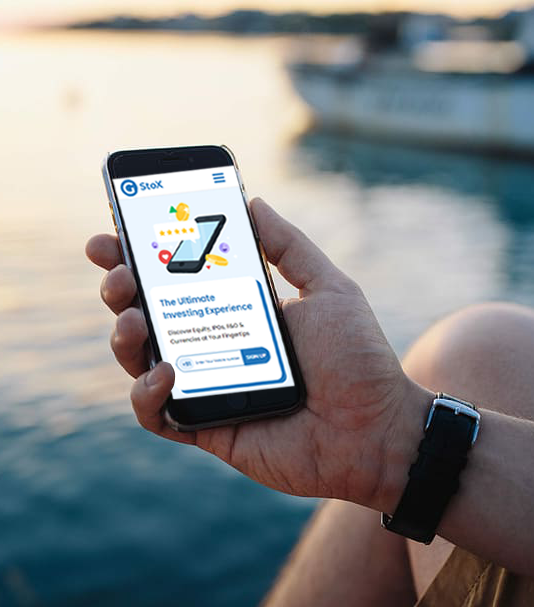 StoX
The Ultimate
Investing Experience
Discover Equity, IPOs, F&O &
Currencies at Your Fingertips
+91 Enter Your Mobile Number SIGN UP